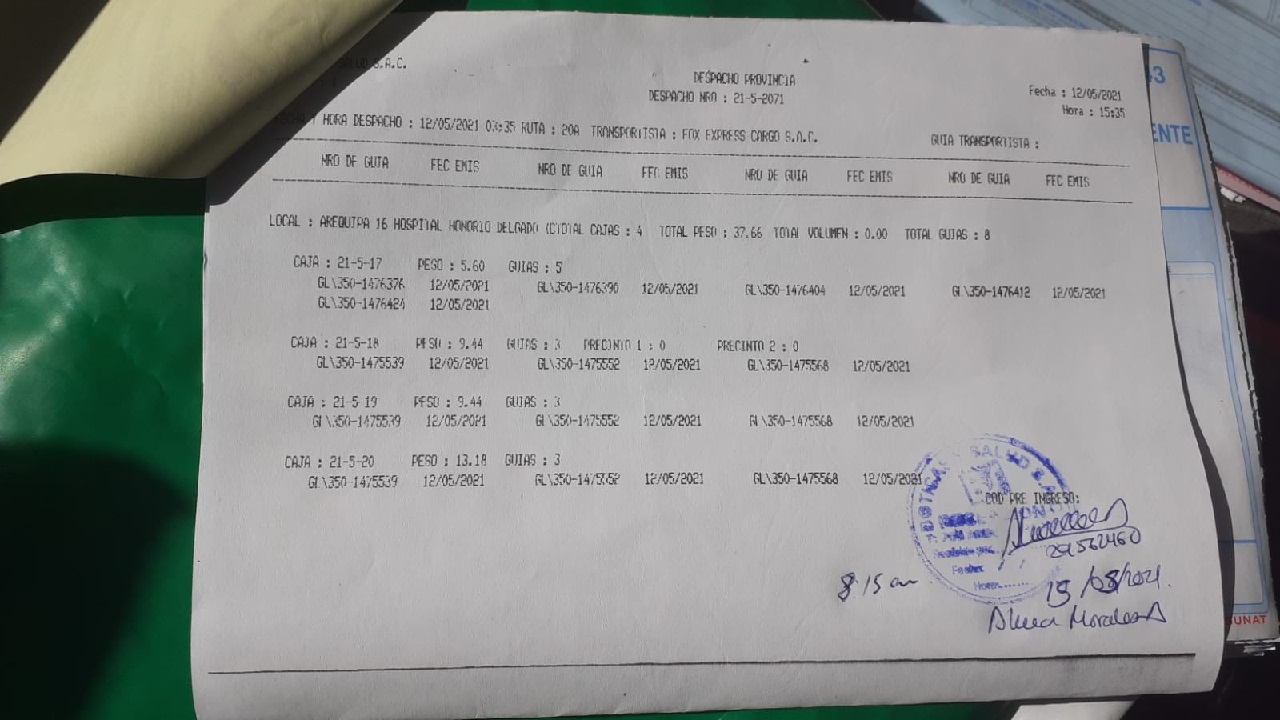 SALUD S.A.C.
DESPACHO PROVINCIA
DESPACHO NRO : 21-5-2071
Fecha : 12/05/2021
Hora : 15:35
HORA DESPACHO : 12/05/2021 03:35 RUTA : 20A TRANSPORTISTA : FOX EXPRESS CARGO S.A.C. GUIA TRANSPORTISTA :
NRO DE GUIA FEC EMIS NRO DE GUIA FEC EMIS NRO DE GUIA FEC EMIS NRO DE GUIA FEC EMIS
LOCAL : AREQUIPA 16 HOSPITAL HONORIO DELGADO CAJAS : 4 TOTAL PESO : 37.66 TOTAL VOLUMEN : 0.00 TOTAL GUIAS : 8
CAJA : 21-5-17 PESO : 5.60 GUIAS : 5
GL\350-1476376 12/05/2021 GL\350-1476390 12/05/2021 GL\350-1476404 12/05/2021 GL\350-1476412 12/05/2021
GL\350-1476424 12/05/2021
CAJA : 21-5-18 PESO : 9.44 GUIAS : 3 PRECINTO 1 : 0 PRECINTO 2 : 0
GL\350-1475539 12/05/2021 GL\350-1475552 12/05/2021 GL\350-1475568 12/05/2021
CAJA : 21-5-19 PESO : 9.44 GUIAS : 3
GL\350-1475539 12/05/2021 GL\350-1475552 12/05/2021 GL\350-1475568 12/05/2021
CAJA : 21-5-20 PESO : 13.18 GUIAS : 3
GL\350-1475539 12/05/2021 GL\350-1475552 12/05/2021 GL\350-1475568 12/05/2021
SALUD S.A.
COD PRE INGRESO:
Fecha:
Hora:
8:15 am
15/05/2021.
Morales
43
ENTE
SUNAT